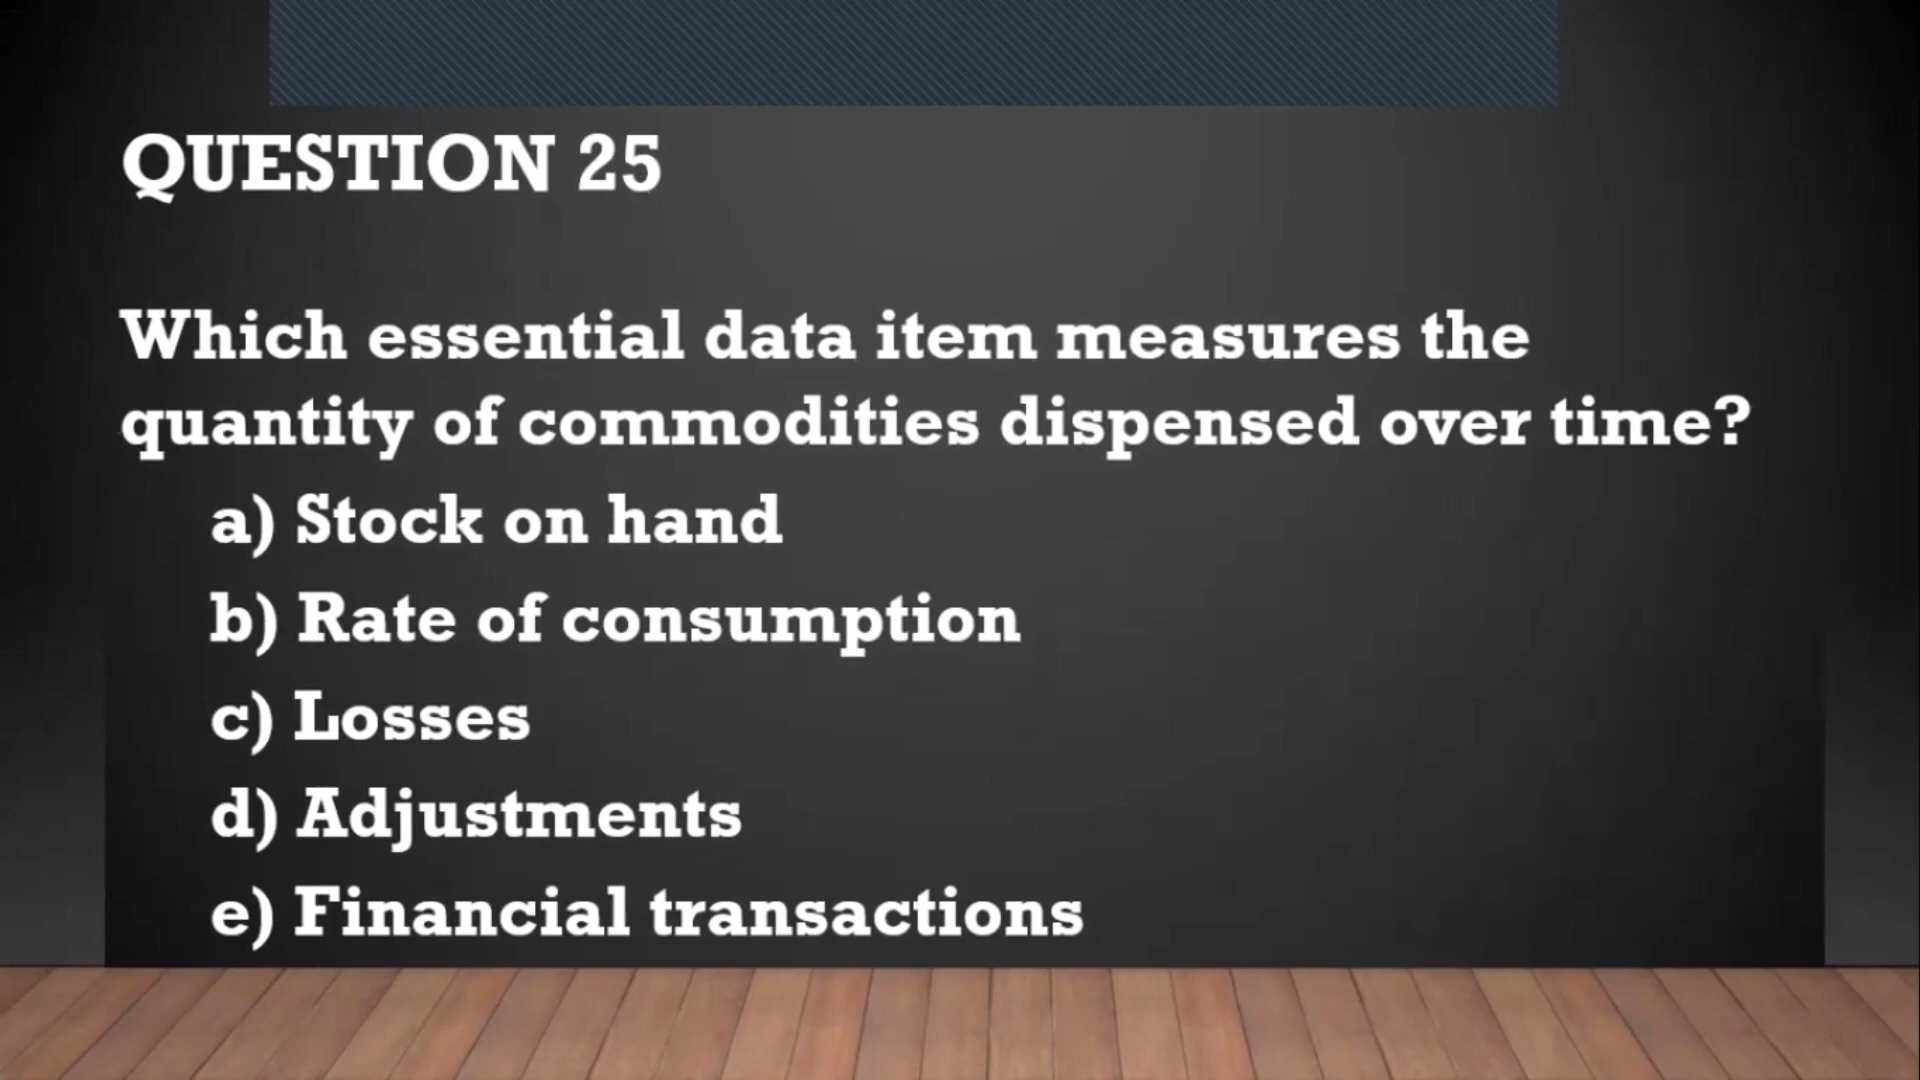 QUESTION 25
Which essential data item measures the
quantity of commodities dispensed over time?
a) Stock on hand
b) Rate of consumption
c) Losses
d) Adjustments
e) Financial transactions